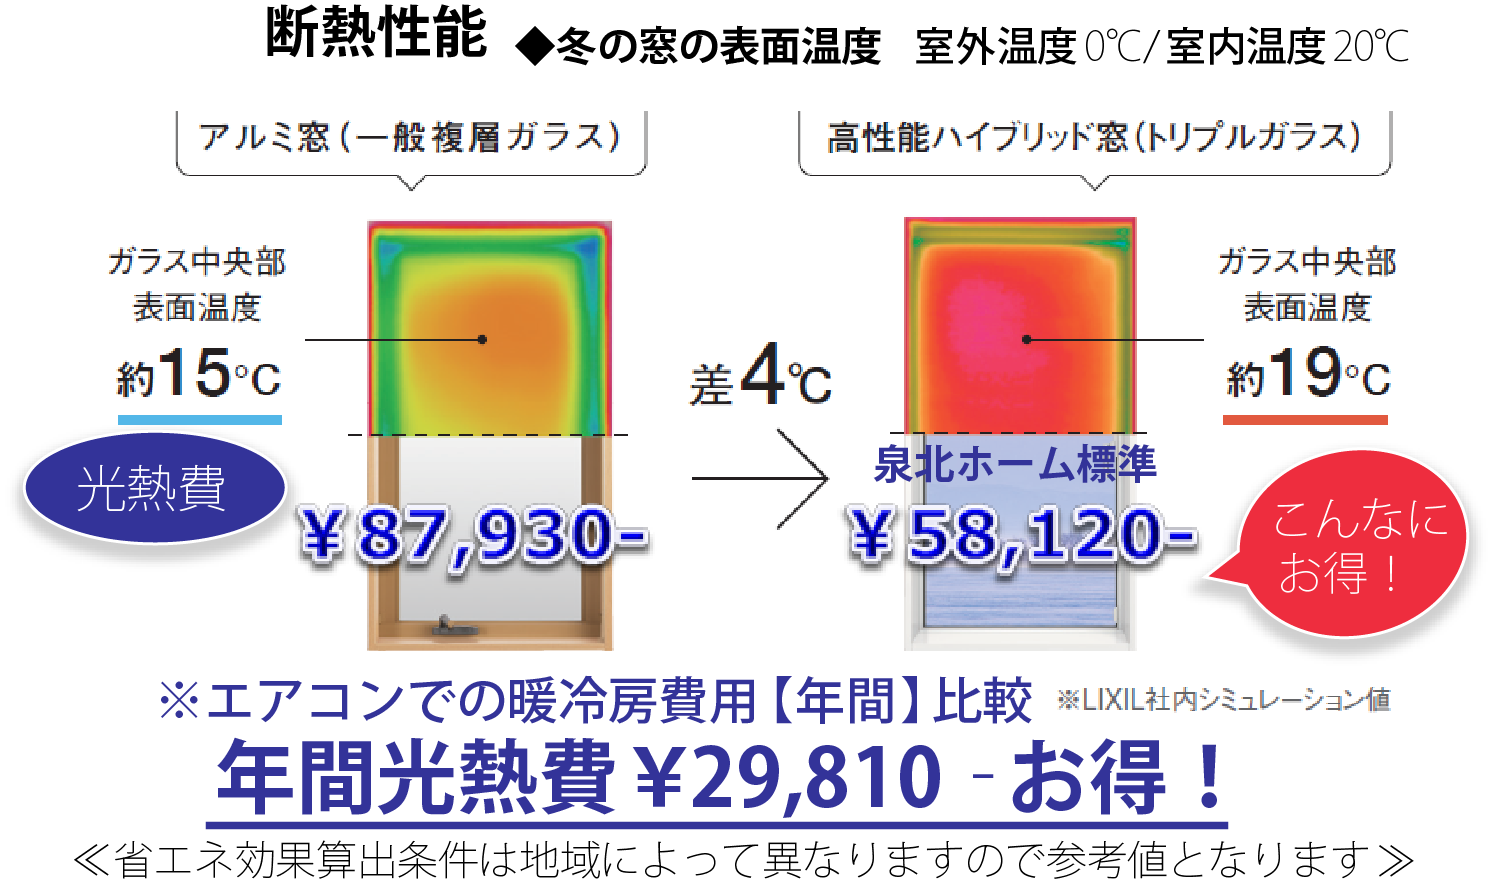 断熱性能 ◆冬の窓の表面温度 室外温度0℃/室内温度20℃
アルミ窓(一般複層ガラス)
高性能ハイブリッド窓(トリプルガラス)
ガラス中央部
表面温度
約15℃
差4℃
ガラス中央部
表面温度
約19℃
光熱費
¥87,930-
泉北ホーム標準
¥58,120-
こんなに
お得！
※エアコンでの暖冷房費用【年間】比較 ※LIXIL社内シミュレーション値
年間光熱費¥29,810 -お得！
≪省エネ効果算出条件は地域によって異なりますので参考値となります≫